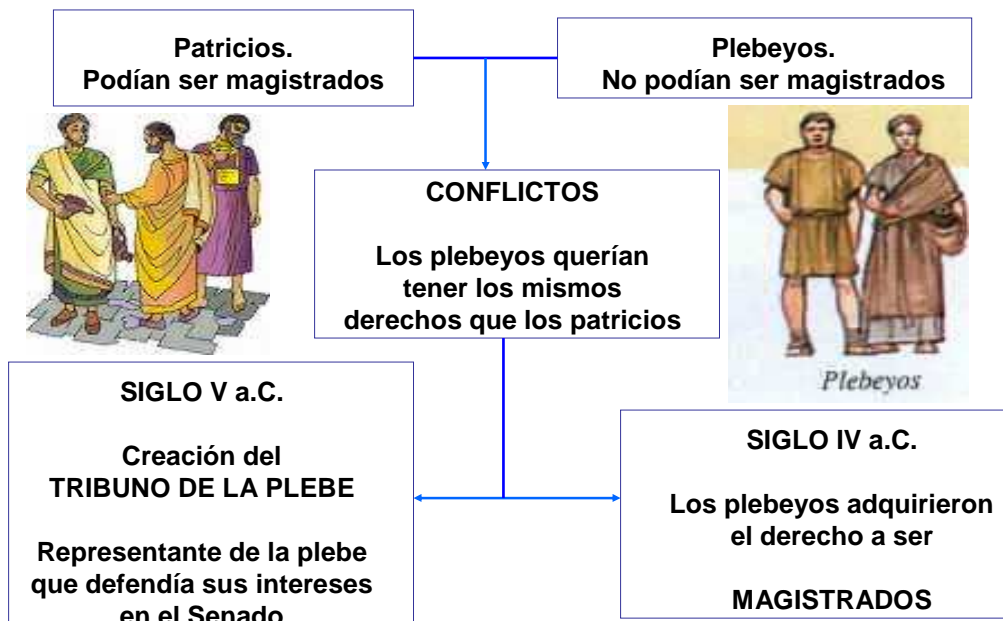 Patricios.
Podían ser magistrados
Plebeyos.
No podían ser magistrados
CONFLICTOS
Los plebeyos querían
tener los mismos
derechos que los patricios
Plebeyos
SIGLO V a.C.
Creación del
TRIBUNO DE LA PLEBE
Representante de la plebe
que defendía sus intereses
en el Senado
SIGLO IV a.C.
Los plebeyos adquirieron
el derecho a ser
MAGISTRADOS